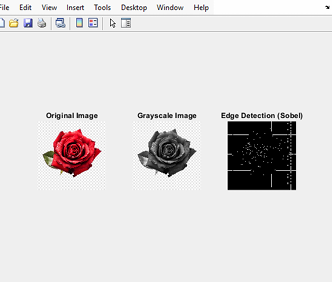 File Edit View Insert Tools Desktop Window Help
Original Image Grayscale Image Edge Detection (Sobel)